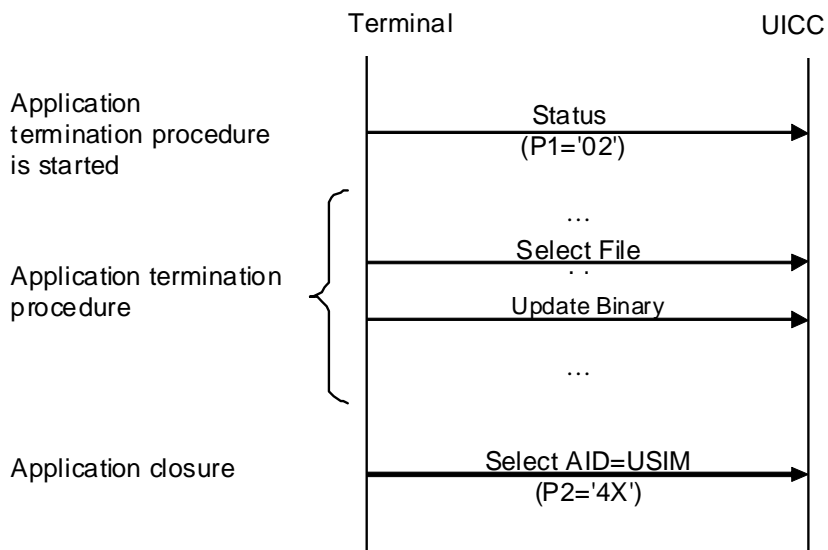 Terminal
UICC
Application
termination procedure
is started
Status
(P1='02')
...
Select File
. .
Application termination
procedure
Update Binary
...
Application closure
Select AID=USIM
(P2='4X')